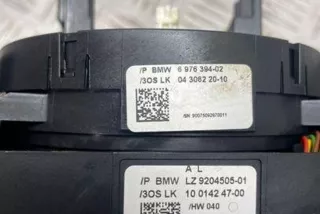 /P BMW 6 976 394-02
/3OS LK 04 3082 20-10
A L
/P BMW LZ 9204505-01
/3OS LK 10 0142 47-00
/HW 040